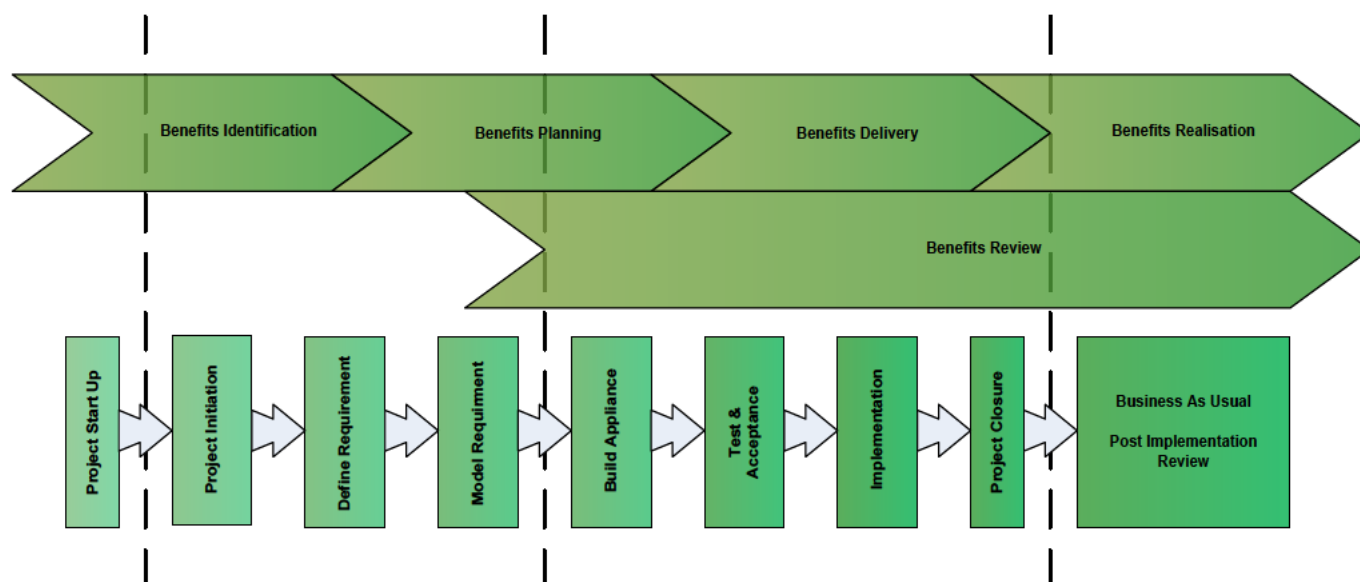 Benefits Identification
Benefits Planning
Benefits Delivery
Benefits Realisation
Benefits Review
Project Start Up
Project Initiation
Define Requirement
Model Requirment
Build Appliance
Test &
Acceptance
Implementation
Project Closure
Business As Usual
Post Implementation
Review